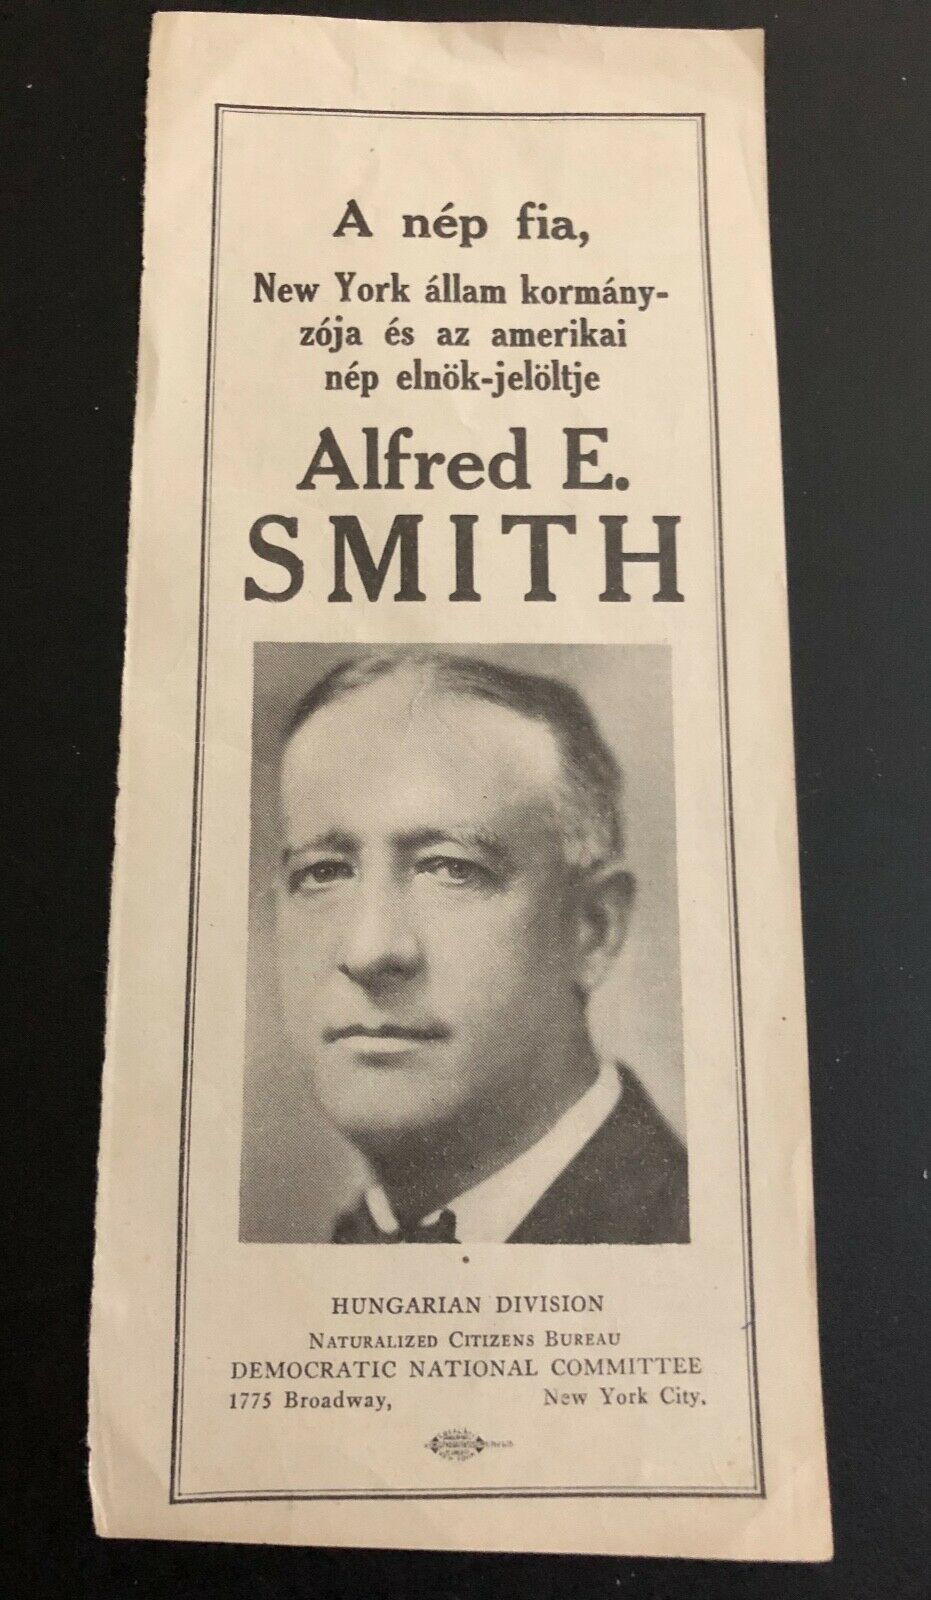 A nép fia,
New York állam kormány-
zója és az amerikai
nép elnök-jelöltje
Alfred E.
SMITH
HUNGARIAN DIVISION
NATURALIZED CITIZENS BUREAU
DEMOCRATIC NATIONAL COMMITTEE
1775 Broadway, New York City.